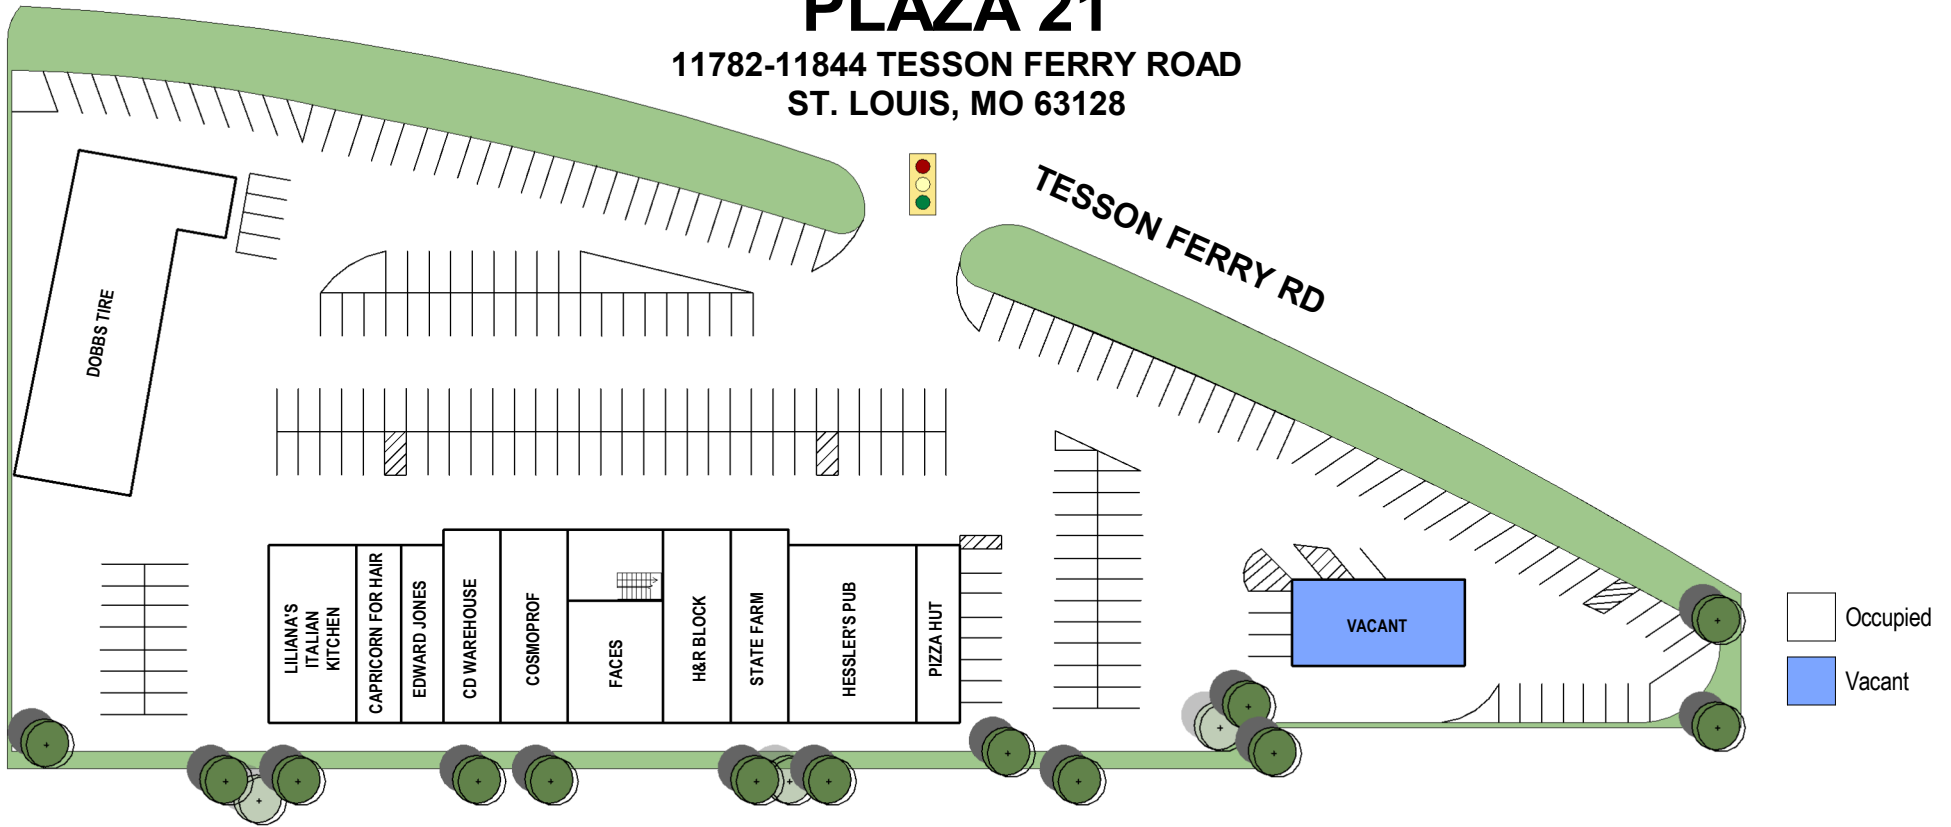 PLAZA 21
11782-11844 TESSON FERRY ROAD
ST. LOUIS, MO 63128
TESSON FERRY RD
DOBBS TIRE
LILIANA'S
ITALIAN
KITCHEN
CAPRICORN FOR HAIR
EDWARD JONES
CD WAREHOUSE
COSMOPROF
FACES
H&R BLOCK
STATE FARM
HESSLER'S PUB
PIZZA HUT
VACANT
Occupied
Vacant